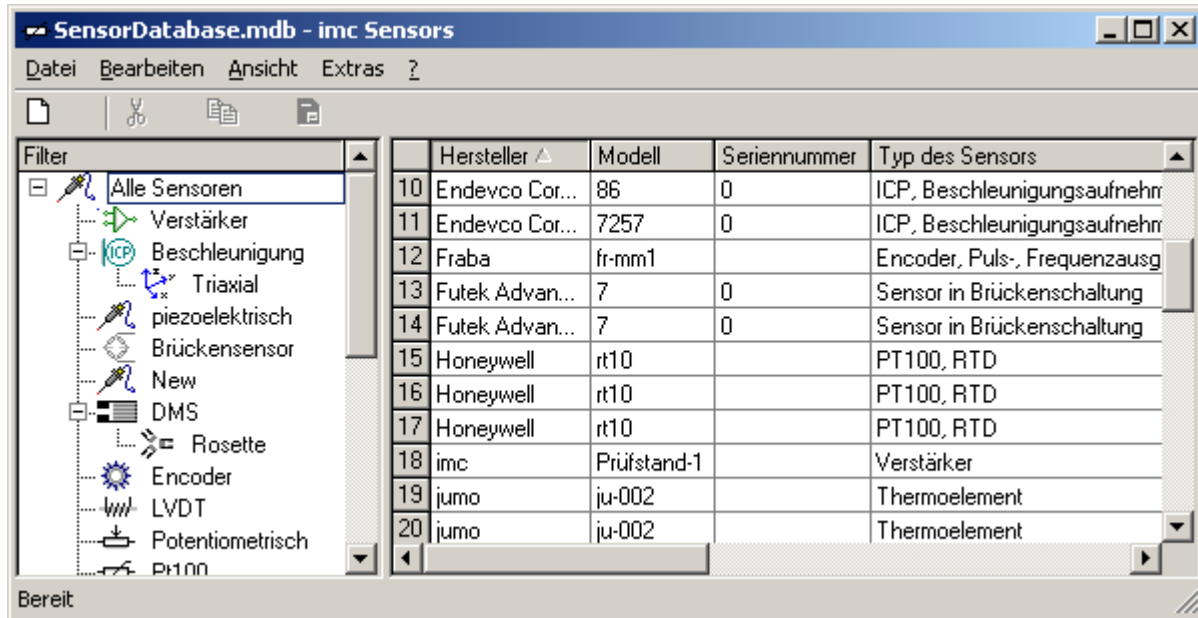 SensorDatabase.mdb - imc Sensors
Datei Bearbeiten Ansicht Extras ?
Filter
Alle Sensoren
Verstärker
ICP Beschleunigung
Triaxial
piezoelektrisch
Brückensensor
New
DMS
Rosette
Encoder
LVDT
Potentiometrisch
Pt100
Hersteller Modell Seriennummer Typ des Sensors
10 Endevco Cor... 86 0 ICP, Beschleunigungsaufnehm
11 Endevco Cor... 7257 0 ICP, Beschleunigungsaufnehm
12 Fraba fr-mm1 Encoder, Puls-, Frequenzausg
13 Futek Advan... 7 0 Sensor in Brückenschaltung
14 Futek Advan... 7 0 Sensor in Brückenschaltung
15 Honeywell rt10 PT100, RTD
16 Honeywell rt10 PT100, RTD
17 Honeywell rt10 PT100, RTD
18 imc Prüfstand-1 Verstärker
19 jumo ju-002 Thermoelement
20 jumo ju-002 Thermoelement
Bereit